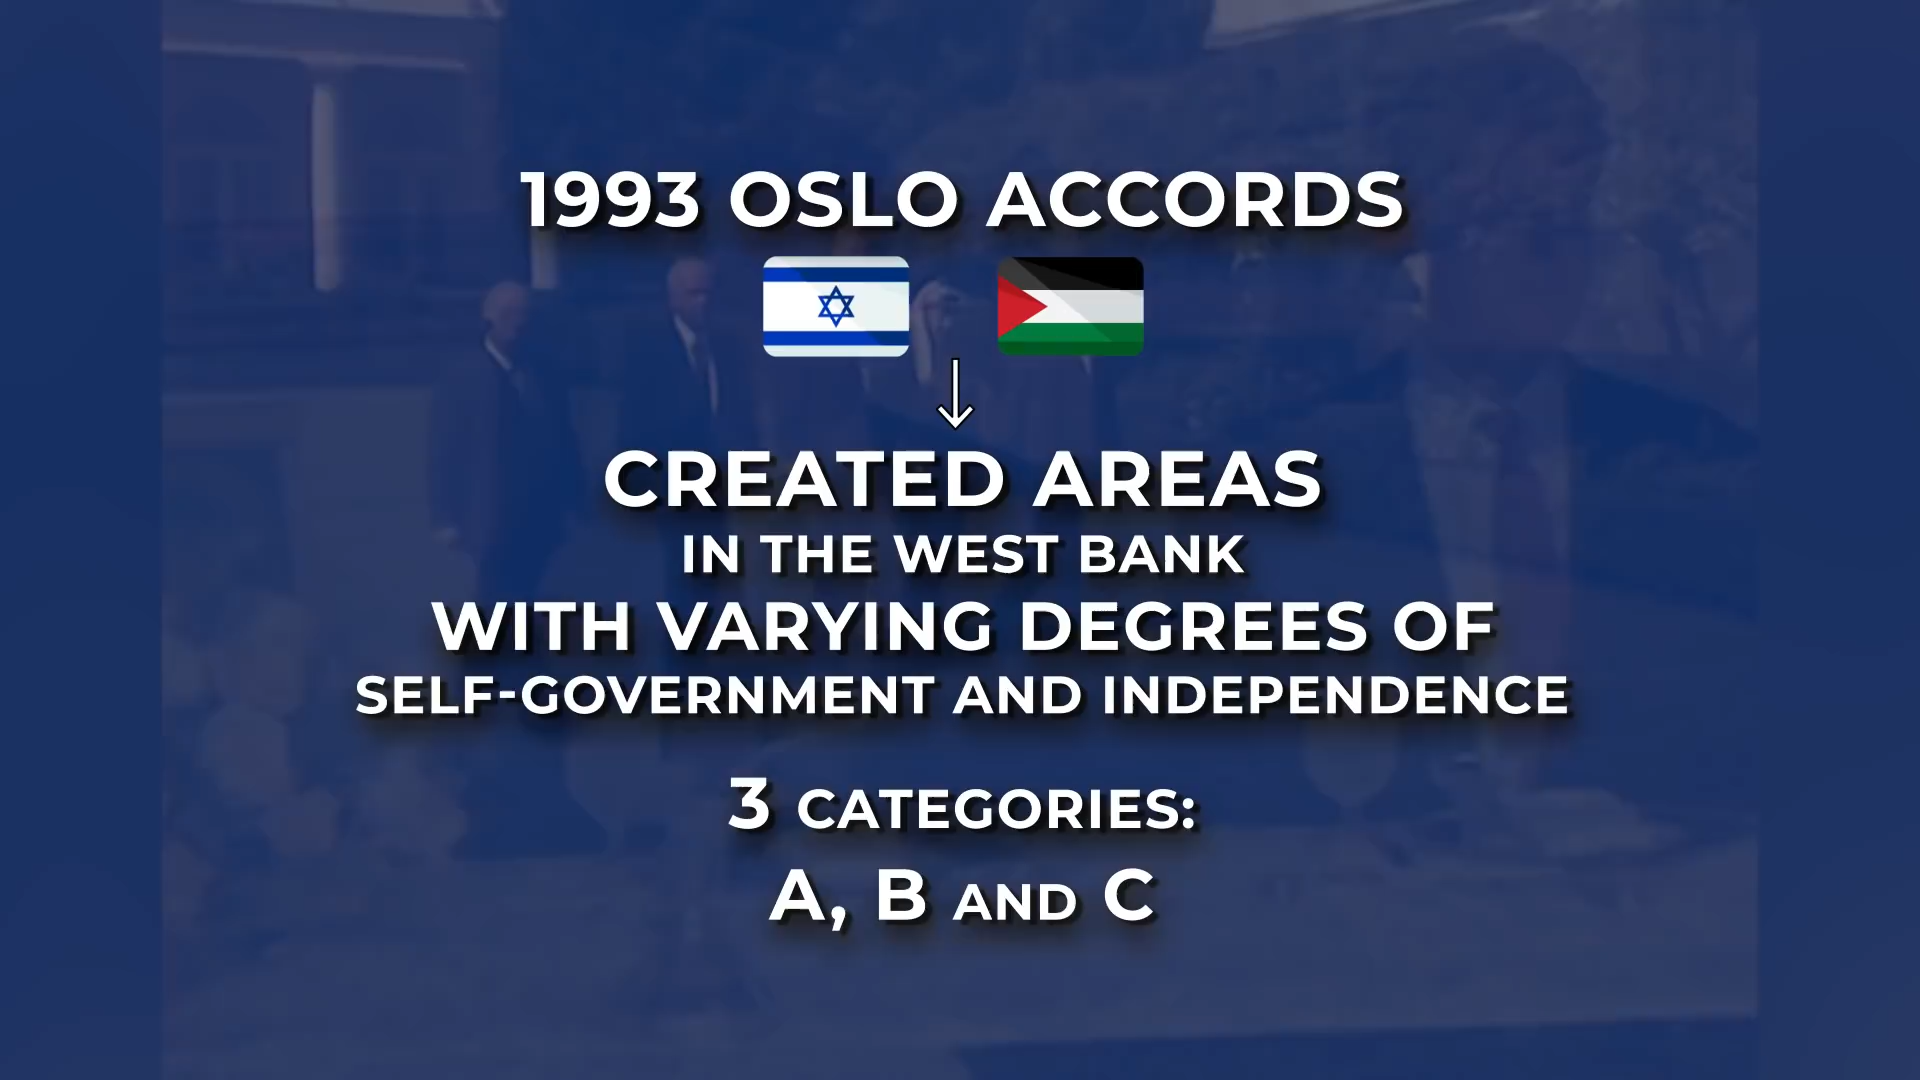 1993 OSLO ACCORDS
CREATED AREAS
IN THE WEST BANK
WITH VARYING DEGREES OF
SELF-GOVERNMENT AND INDEPENDENCE
3 CATEGORIES:
A, B AND C